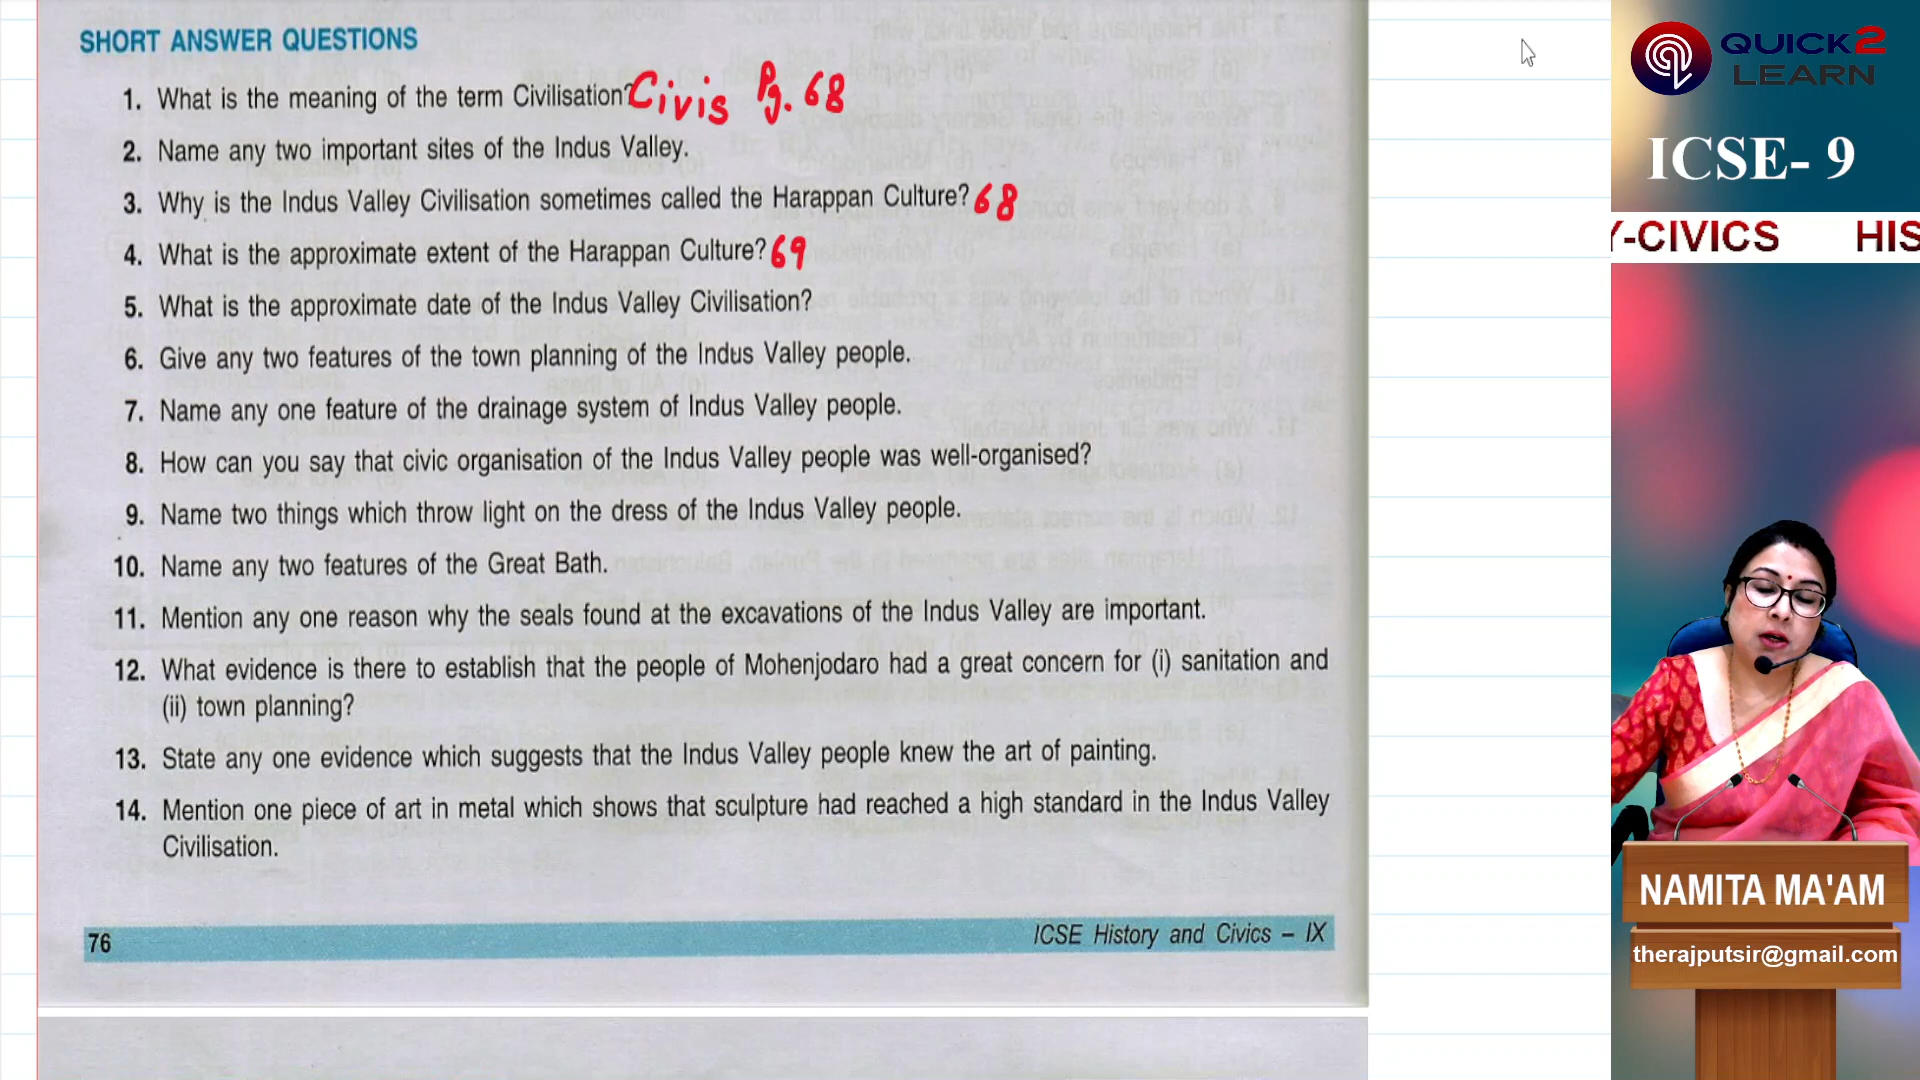 SHORT ANSWER QUESTIONS
1. What is the meaning of the term Civilisation? Civis Pg. 68
2. Name any two important sites of the Indus Valley.
3. Why is the Indus Valley Civilisation sometimes called the Harappan Culture? 68
4. What is the approximate extent of the Harappan Culture? 69
5. What is the approximate date of the Indus Valley Civilisation?
6. Give any two features of the town planning of the Indus Valley people.
7. Name any one feature of the drainage system of Indus Valley people.
8. How can you say that civic organisation of the Indus Valley people was well-organised?
9. Name two things which throw light on the dress of the Indus Valley people.
10. Name any two features of the Great Bath.
11. Mention any one reason why the seals found at the excavations of the Indus Valley are important.
12. What evidence is there to establish that the people of Mohenjodaro had a great concern for (i) sanitation and
(ii) town planning?
13. State any one evidence which suggests that the Indus Valley people knew the art of painting.
14. Mention one piece of art in metal which shows that sculpture had reached a high standard in the Indus Valley
Civilisation.
76
ICSE History and Civics – IX
QUICK2
LEARN
ICSE- 9
Y-CIVICS HIS
NAMITA MA'AM
therajputsir@gmail.com